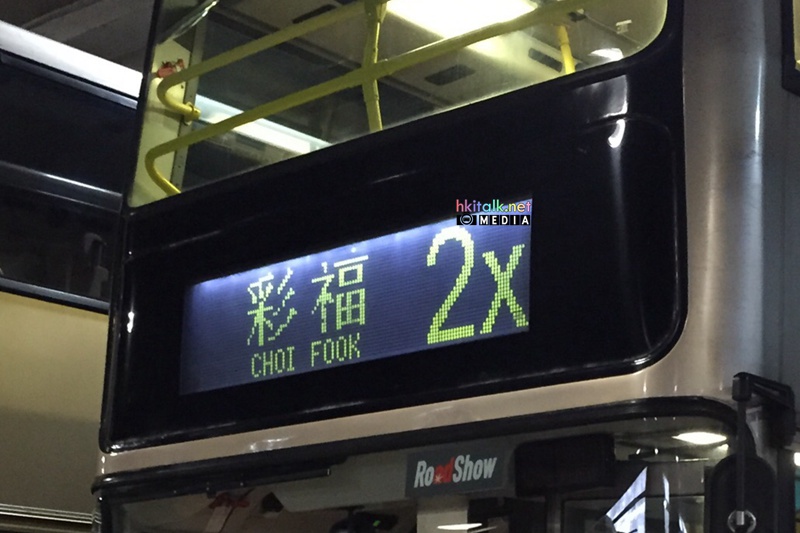 hkitalk.net
MEDIA
彩福 2x
CHOI FOOK
RoadShow